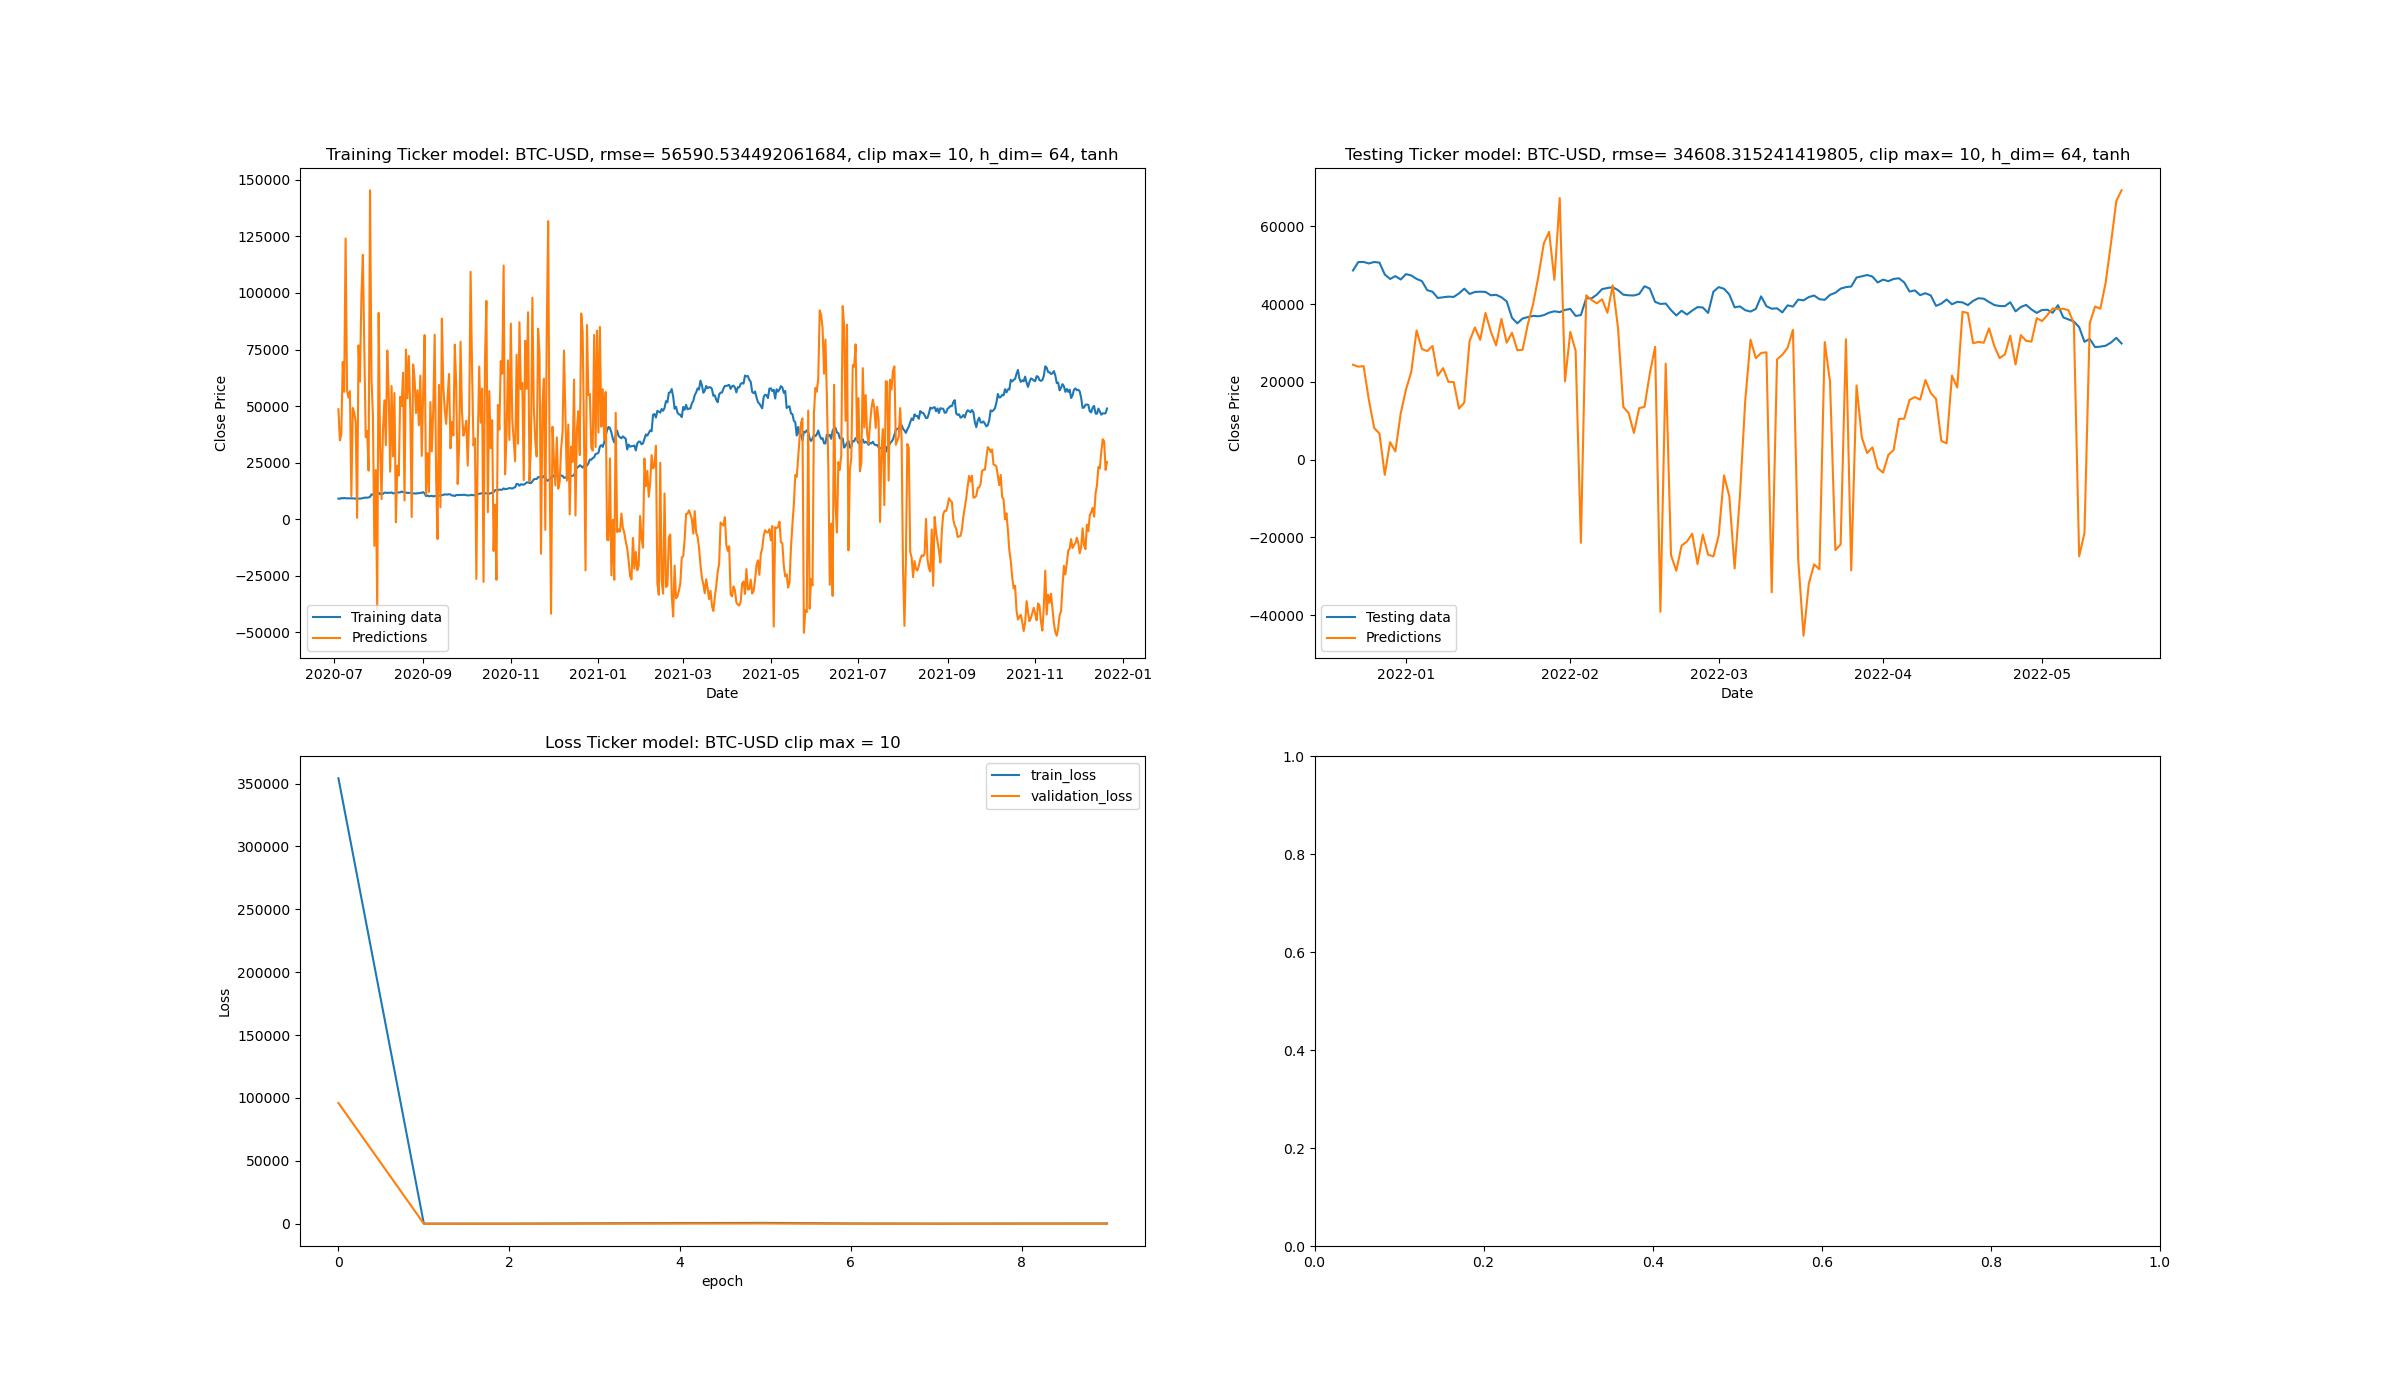 Training Ticker model: BTC-USD, rmse= 56590.534492061684, clip max= 10, h_dim= 64, tanh
150000
125000
100000
75000
50000
25000
0
−25000
−50000
Close Price
Training data
Predictions
2020-07 2020-09 2020-11 2021-01 2021-03 2021-05 2021-07 2021-09 2021-11 2022-01
Date
Testing Ticker model: BTC-USD, rmse= 34608.315241419805, clip max= 10, h_dim= 64, tanh
60000
40000
20000
0
−20000
−40000
Close Price
Testing data
Predictions
2022-01 2022-02 2022-03 2022-04 2022-05
Date
Loss Ticker model: BTC-USD clip max = 10
350000
300000
250000
200000
150000
100000
50000
0
Loss
train_loss
validation_loss
0 2 4 6 8
epoch
1.0
0.8
0.6
0.4
0.2
0.0
0.0 0.2 0.4 0.6 0.8 1.0